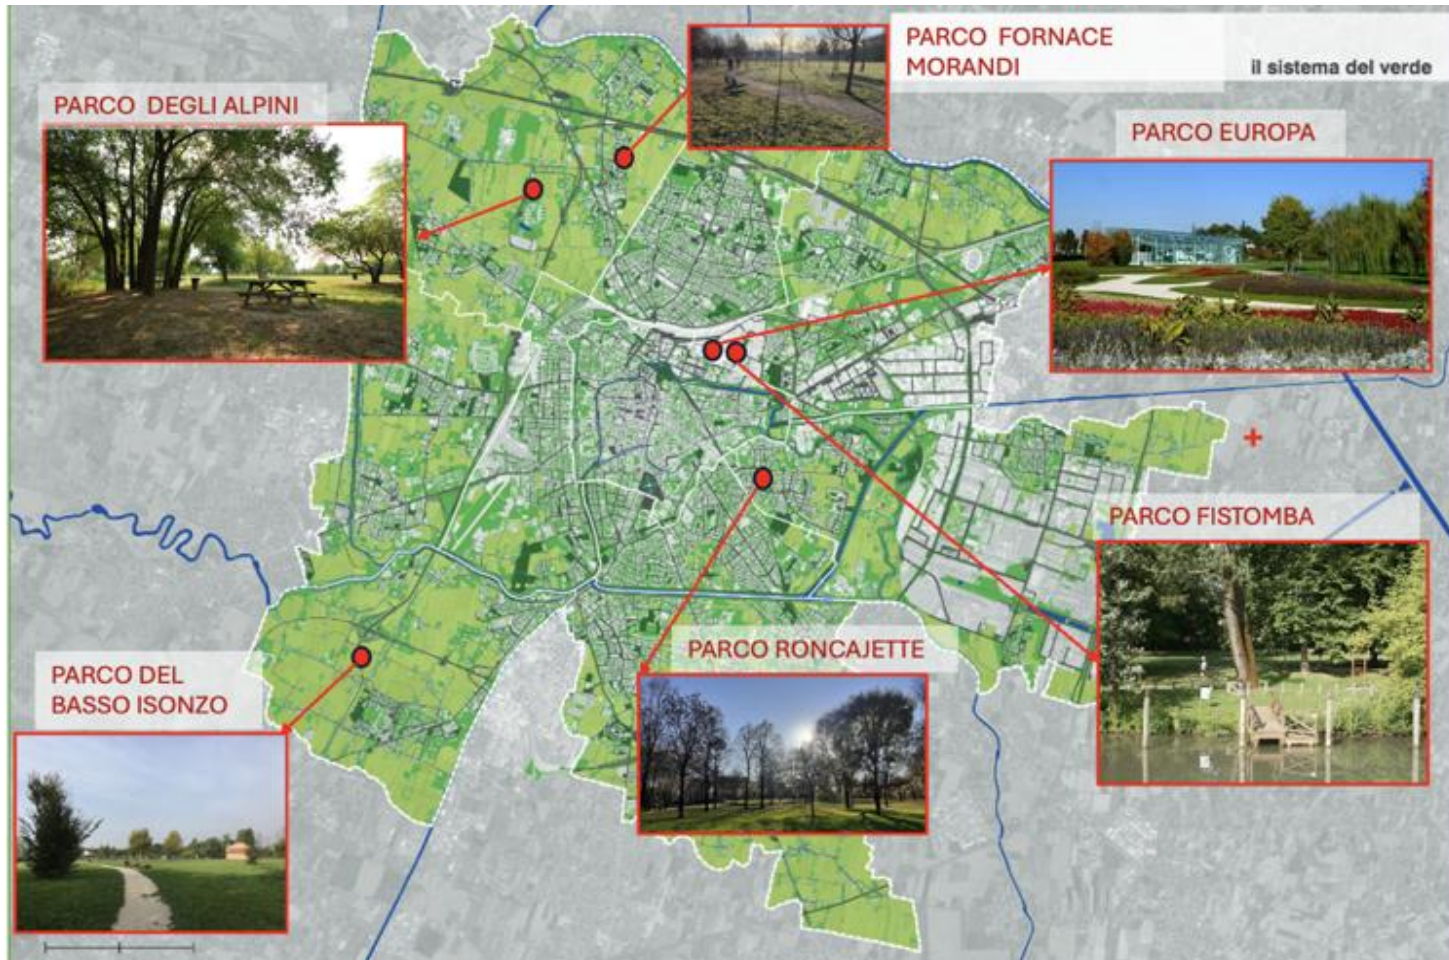 PARCO FORNACE
MORANDI
il sistema del verde
PARCO DEGLI ALPINI
PARCO EUROPA
PARCO FISTOMBA
PARCO RONCAJETTE
PARCO DEL
BASSO ISONZO